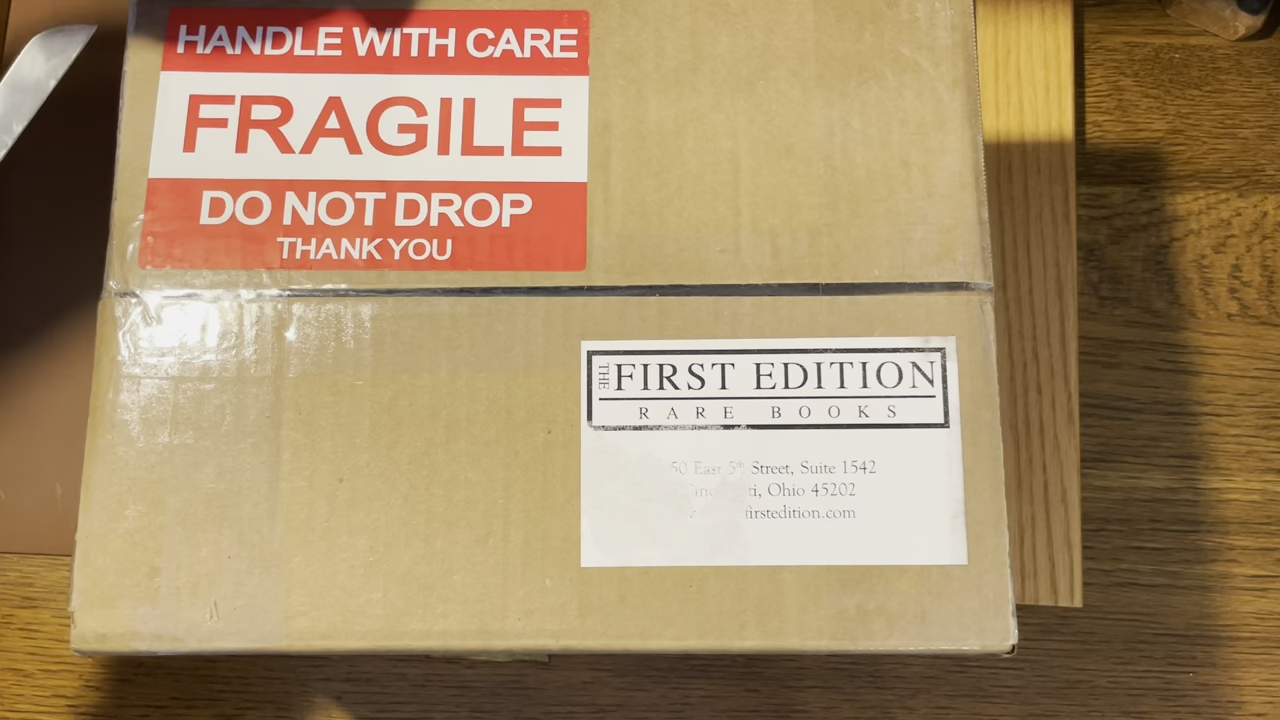 HANDLE WITH CARE
FRAGILE
DO NOT DROP
THANK YOU
THE FIRST EDITION
RARE BOOKS
50 East 5th Street, Suite 1542
Ohio 45202
firstedition.com